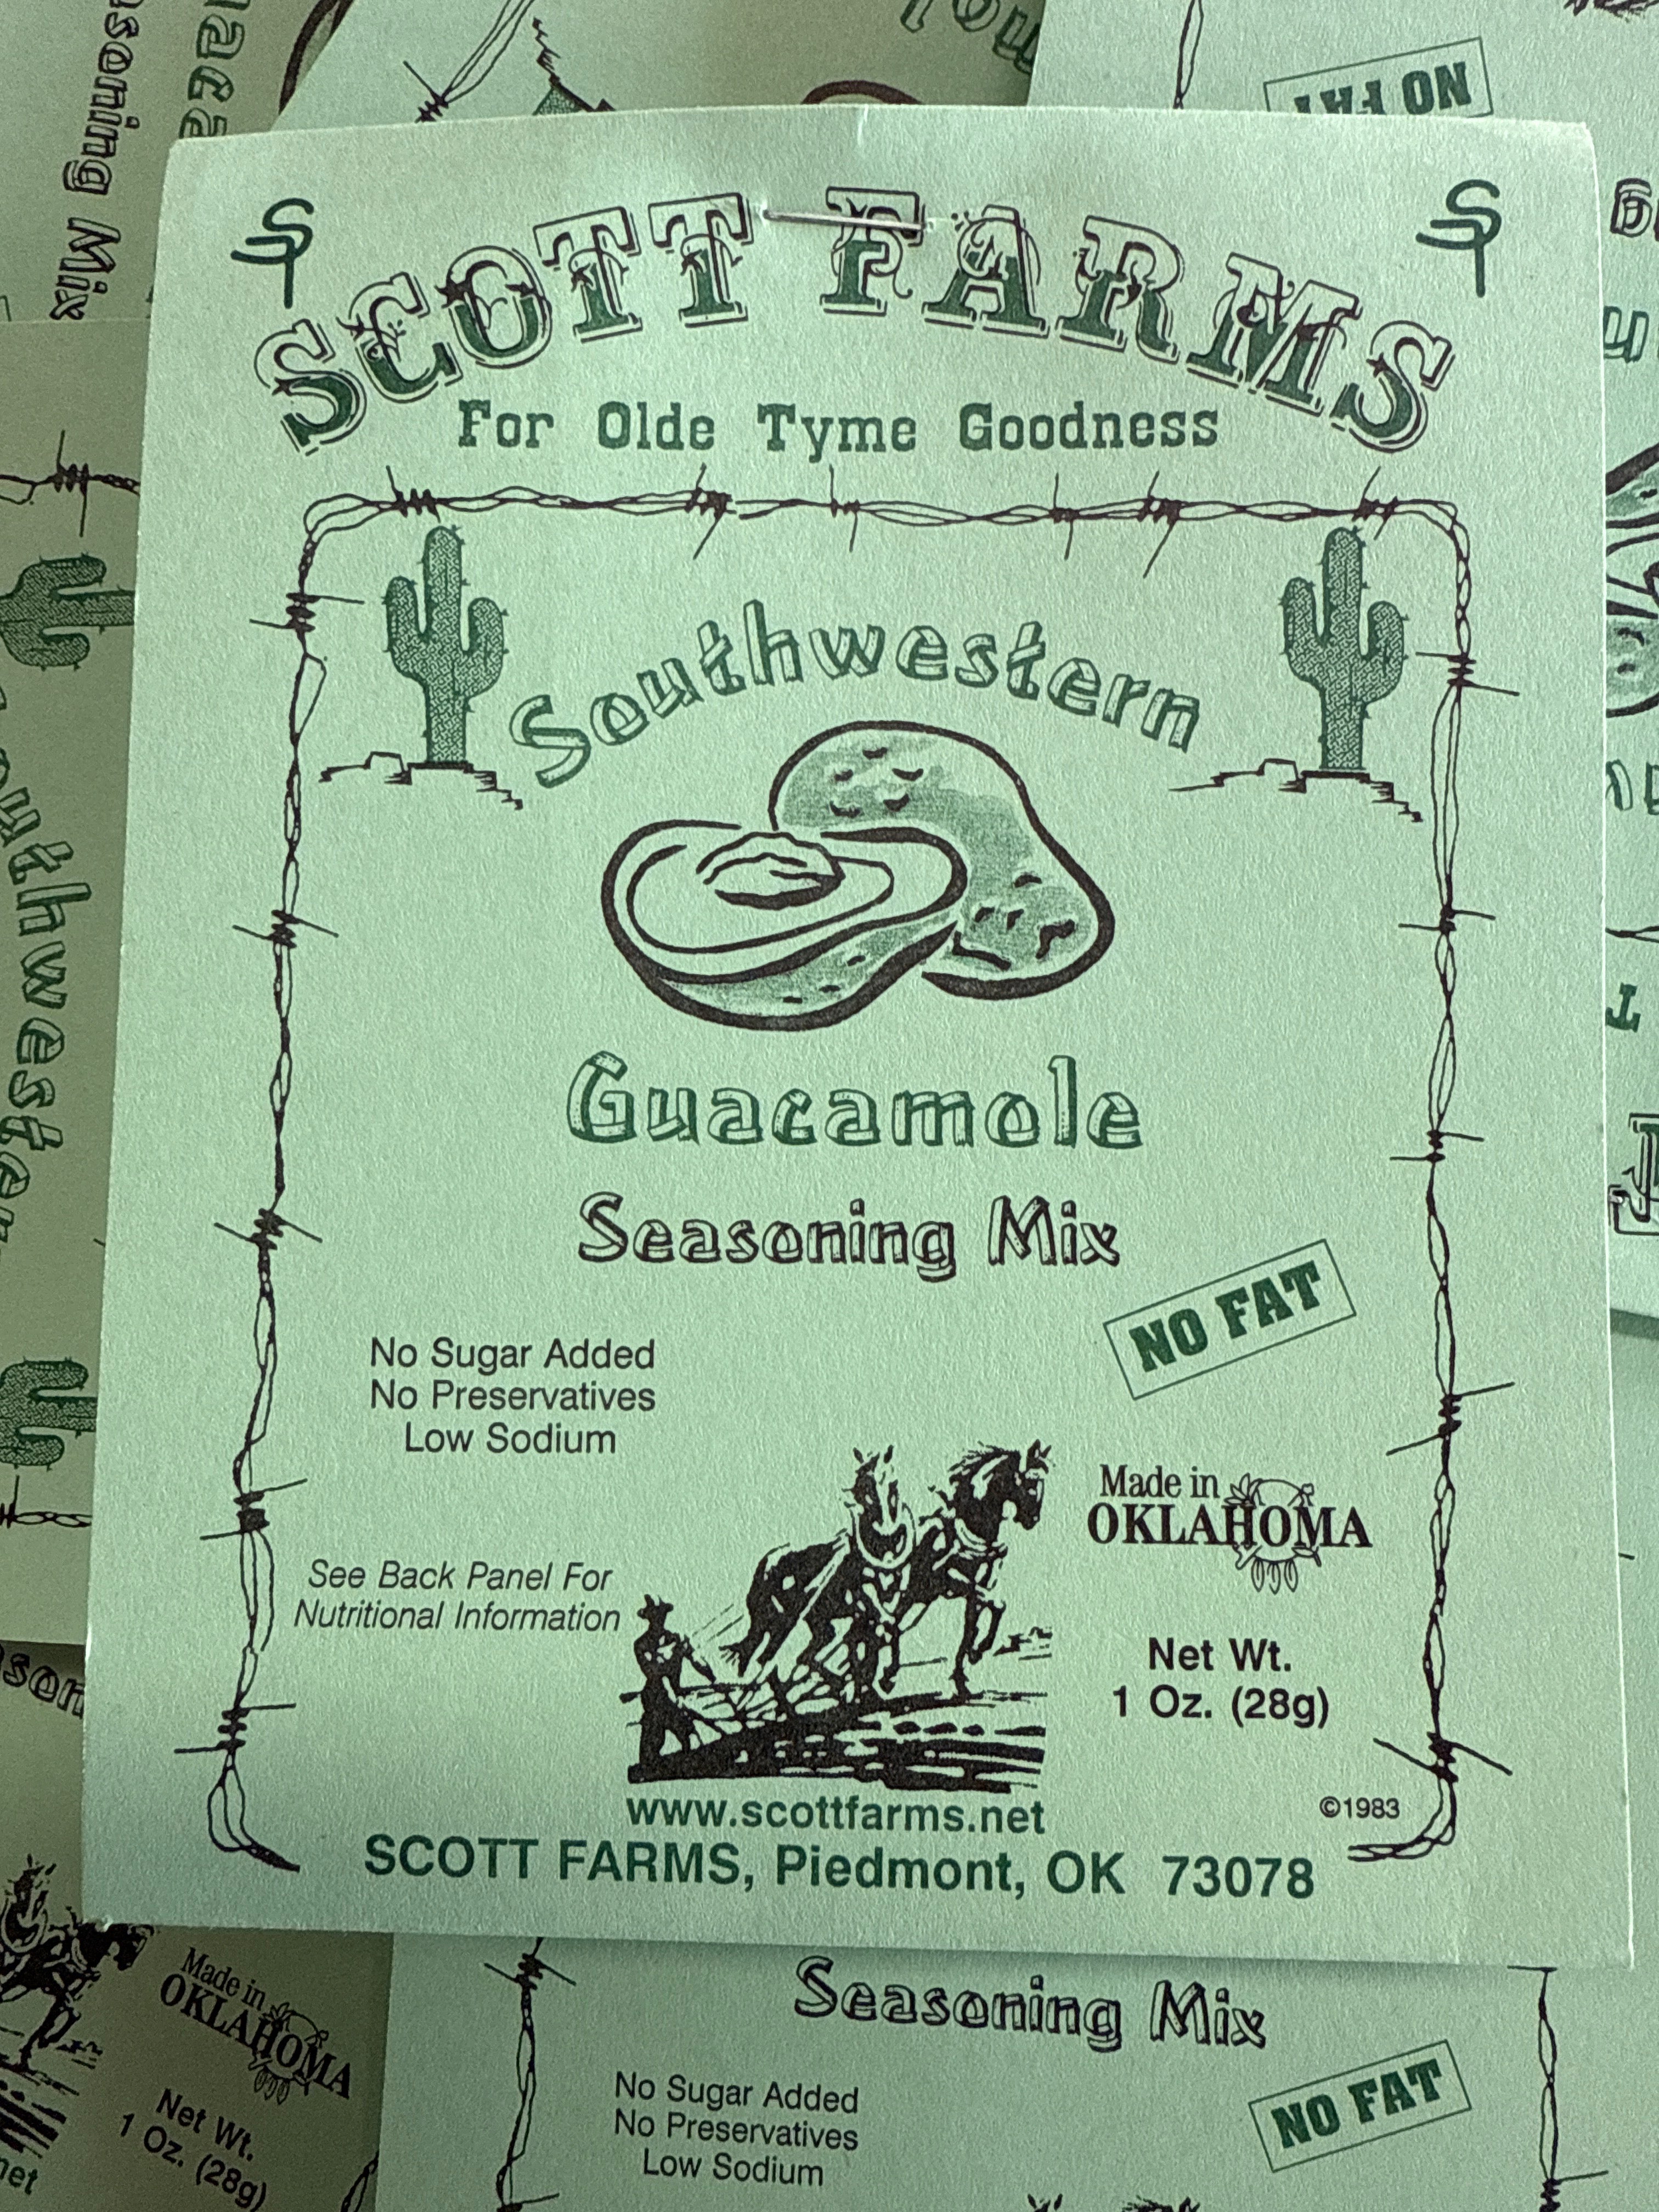 SCOTT FARMS
For Olde Tyme Goodness
Southwestern
Guacamole
Seasoning Mix
NO FAT
No Sugar Added
No Preservatives
Low Sodium
Made in
OKLAHOMA
See Back Panel For
Nutritional Information
Net Wt.
1 Oz. (28g)
©1983
www.scottfarms.net
SCOTT FARMS, Piedmont, OK 73078
Seasoning Mix
No Sugar Added
No Preservatives
Low Sodium
NO FAT
Made in
OKLAHOMA
Net Wt.
1 Oz. (28g)
NO FAT
Mix